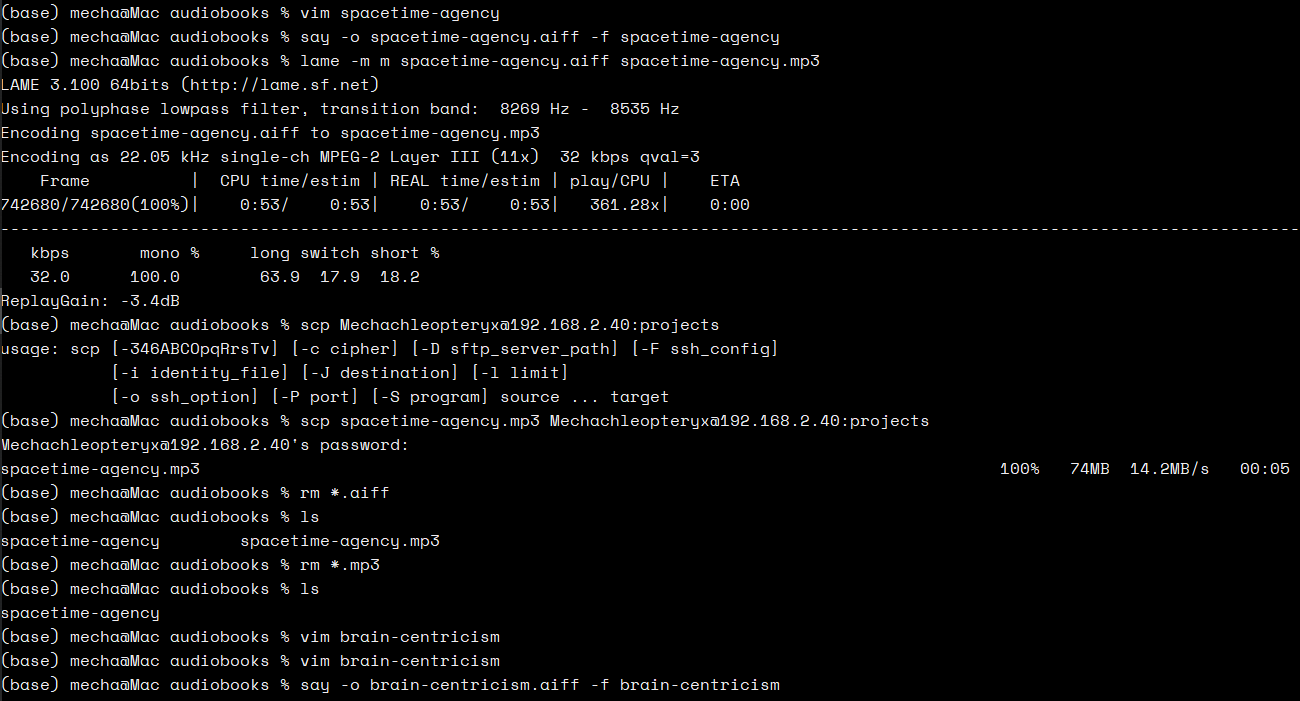 (base) mecha@Mac audiobooks % vim spacetime-agency
(base) mecha@Mac audiobooks % say -o spacetime-agency.aiff -f spacetime-agency
(base) mecha@Mac audiobooks % lame -m m spacetime-agency.aiff spacetime-agency.mp3
LAME 3.100 64bits (http://lame.sf.net)
Using polyphase lowpass filter, transition band:  8269 Hz -  8535 Hz
Encoding spacetime-agency.aiff to spacetime-agency.mp3
Encoding as 22.05 kHz single-ch MPEG-2 Layer III (11x)  32 kbps qval=3
    Frame          |  CPU time/estim | REAL time/estim | play/CPU |    ETA
742680/742680(100%)|    0:53/    0:53|    0:53/    0:53|   361.28x|    0:00
----------------------------------------------------------------------------------------------------------------------------------
   kbps       mono %     long switch short %
   32.0      100.0        63.9  17.9  18.2
ReplayGain: -3.4dB
(base) mecha@Mac audiobooks % scp Mechachleopteryx@192.168.2.40:projects
usage: scp [-346ABCOpqRrsTv] [-c cipher] [-D sftp_server_path] [-F ssh_config]
           [-i identity_file] [-J destination] [-l limit]
           [-o ssh_option] [-P port] [-S program] source ... target
(base) mecha@Mac audiobooks % scp spacetime-agency.mp3 Mechachleopteryx@192.168.2.40:projects
Mechachleopteryx@192.168.2.40's password:
spacetime-agency.mp3                                                                                100%   74MB  14.2MB/s   00:05
(base) mecha@Mac audiobooks % rm *.aiff
(base) mecha@Mac audiobooks % ls
spacetime-agency        spacetime-agency.mp3
(base) mecha@Mac audiobooks % rm *.mp3
(base) mecha@Mac audiobooks % ls
spacetime-agency
(base) mecha@Mac audiobooks % vim brain-centricism
(base) mecha@Mac audiobooks % vim brain-centricism
(base) mecha@Mac audiobooks % say -o brain-centricism.aiff -f brain-centricism